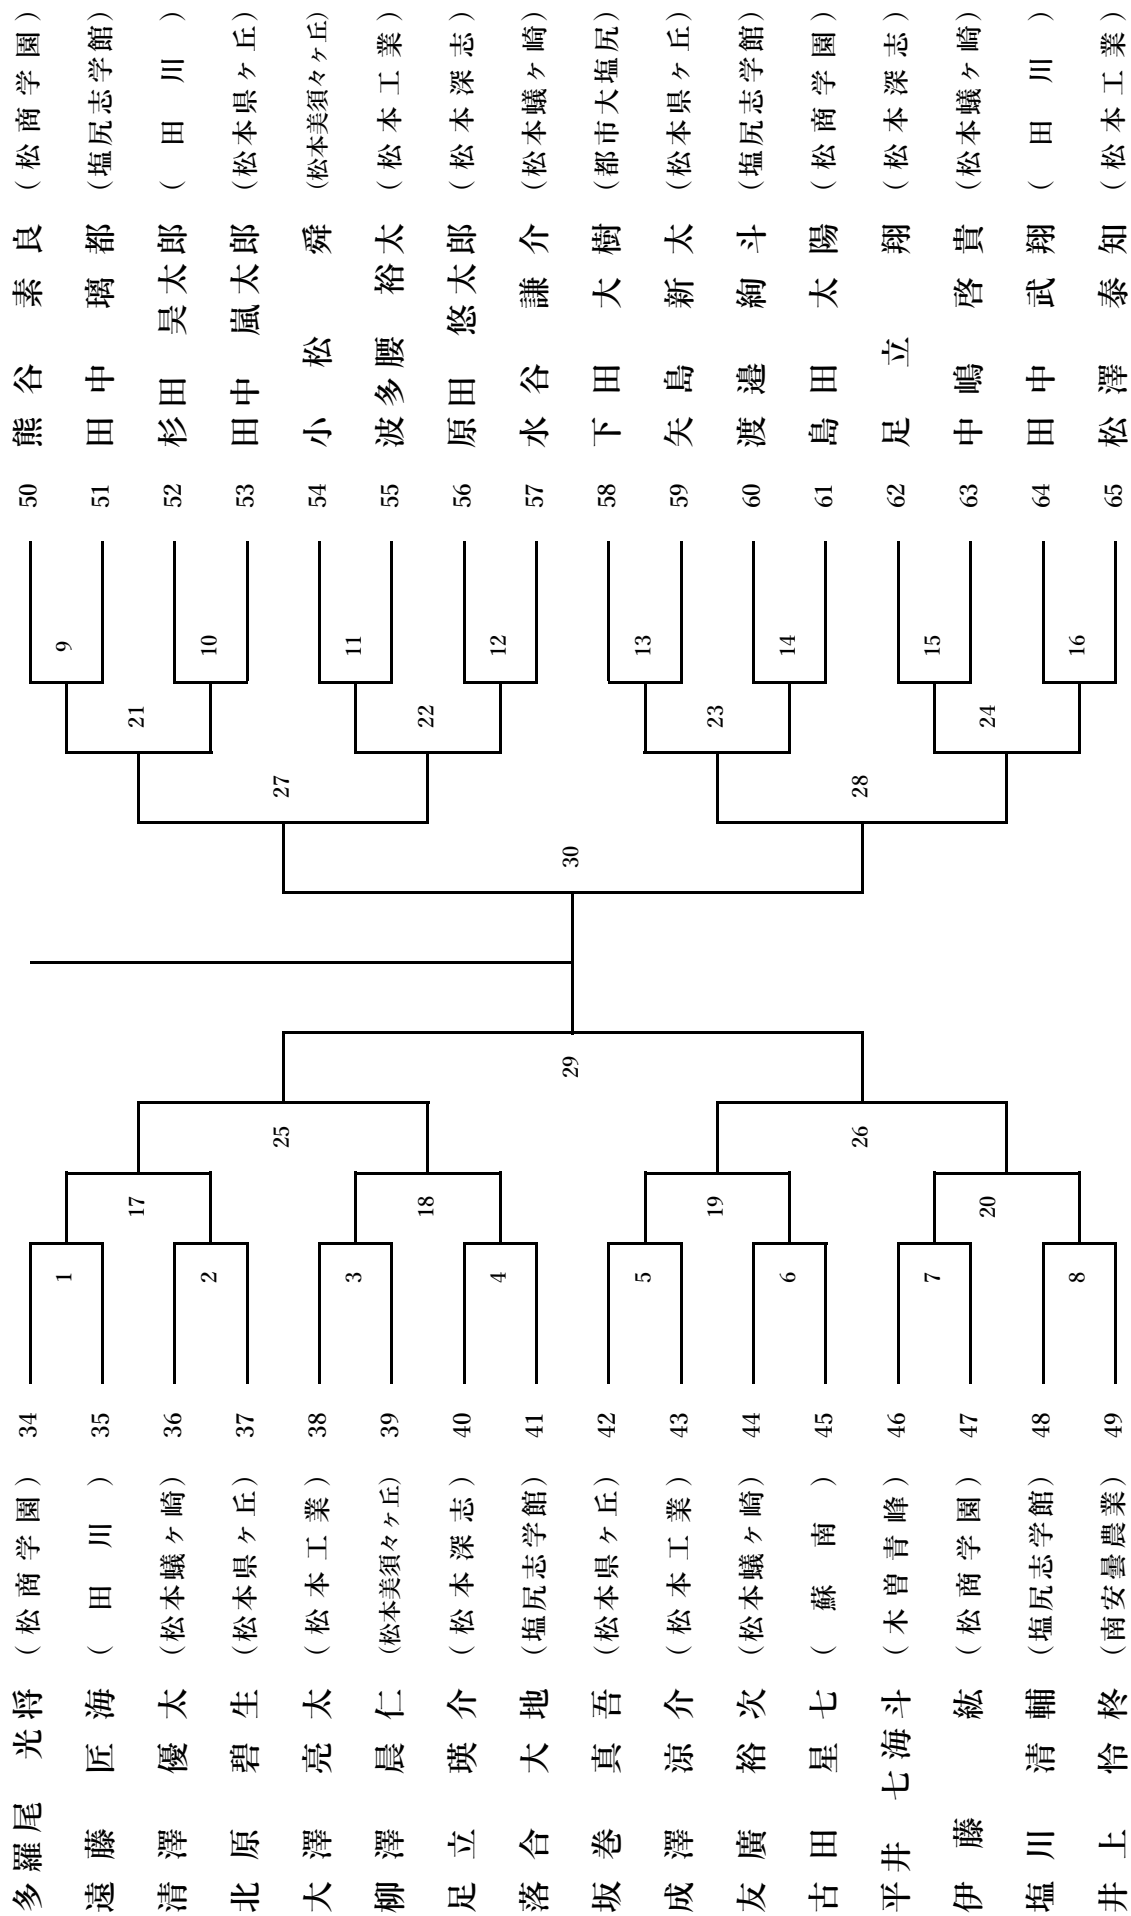 多羅尾 光将 (松商学園) 34
遠藤 匠海 (田川) 35
清澤 優太 (松本蟻ヶ崎) 36
北原 碧生 (松本県ヶ丘) 37
大澤 亮太 (松本工業) 38
柳澤 晨仁 (松本美須々ヶ丘) 39
足立 瑛介 (松本深志) 40
落合 大地 (塩尻志学館) 41
坂巻 真吾 (松本県ヶ丘) 42
成澤 涼介 (松本工業) 43
友廣 裕次 (松本蟻ヶ崎) 44
古田 星七 (蘇南) 45
平井 七海斗 (木曽青峰) 46
伊藤 紘 (松商学園) 47
塩川 清輔 (塩尻志学館) 48
井上 怜柊 (南安曇農業) 49
1
2
3
4
5
6
7
8
17
18
19
20
25
26
29
30
27
28
21
22
23
24
9
10
11
12
13
14
15
16
50 熊谷 素良 (松商学園)
51 田中 璃都 (塩尻志学館)
52 杉田 昊太郎 (田川)
53 田中 嵐太郎 (松本県ヶ丘)
54 小松 舜 (松本美須々ヶ丘)
55 波多腰 裕太 (松本工業)
56 原田 悠太郎 (松本深志)
57 水谷 謙介 (松本蟻ヶ崎)
58 下田 大樹 (都市大塩尻)
59 矢島 新太 (松本県ヶ丘)
60 渡邉 絢斗 (塩尻志学館)
61 島田 太陽 (松商学園)
62 足立 翔 (松本深志)
63 中嶋 啓貴 (松本蟻ヶ崎)
64 田中 武翔 (田川)
65 松澤 泰知 (松本工業)